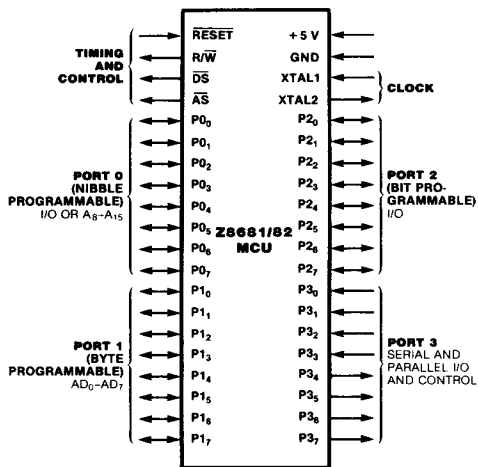 TIMING
AND
CONTROL
R̅E̅S̅E̅T̅
R/W̅
D̅S̅
A̅S̅
PORT 0
(NIBBLE
PROGRAMMABLE)
I/O OR A₈–A₁₅
P0₀
P0₁
P0₂
P0₃
P0₄
P0₅
P0₆
P0₇
PORT 1
(BYTE
PROGRAMMABLE)
AD₀–AD₇
P1₀
P1₁
P1₂
P1₃
P1₄
P1₅
P1₆
P1₇
Z8681/82
MCU
+5 V
GND
XTAL1
XTAL2
CLOCK
P2₀
P2₁
P2₂
P2₃
P2₄
P2₅
P2₆
P2₇
PORT 2
(BIT PRO-
GRAMMABLE)
I/O
P3₀
P3₁
P3₂
P3₃
P3₄
P3₅
P3₆
P3₇
PORT 3
SERIAL AND
PARALLEL I/O
AND CONTROL